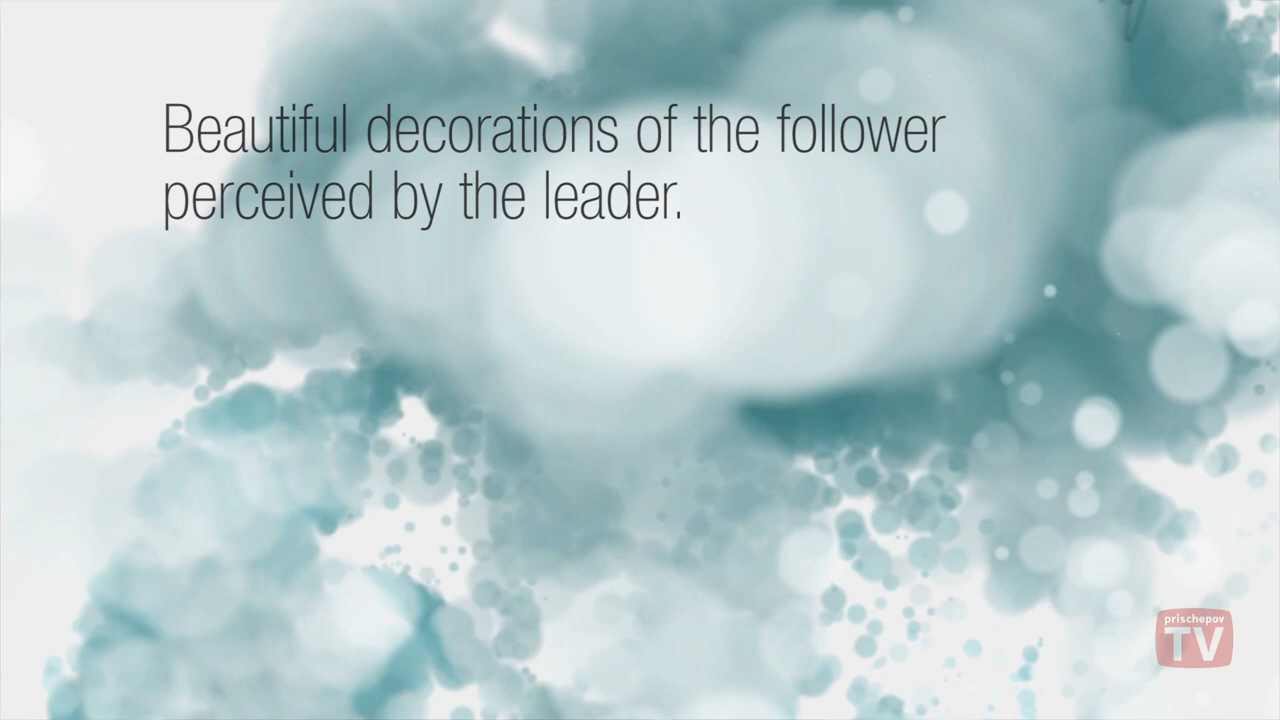 Beautiful decorations of the follower
perceived by the leader.
prischepov
TV